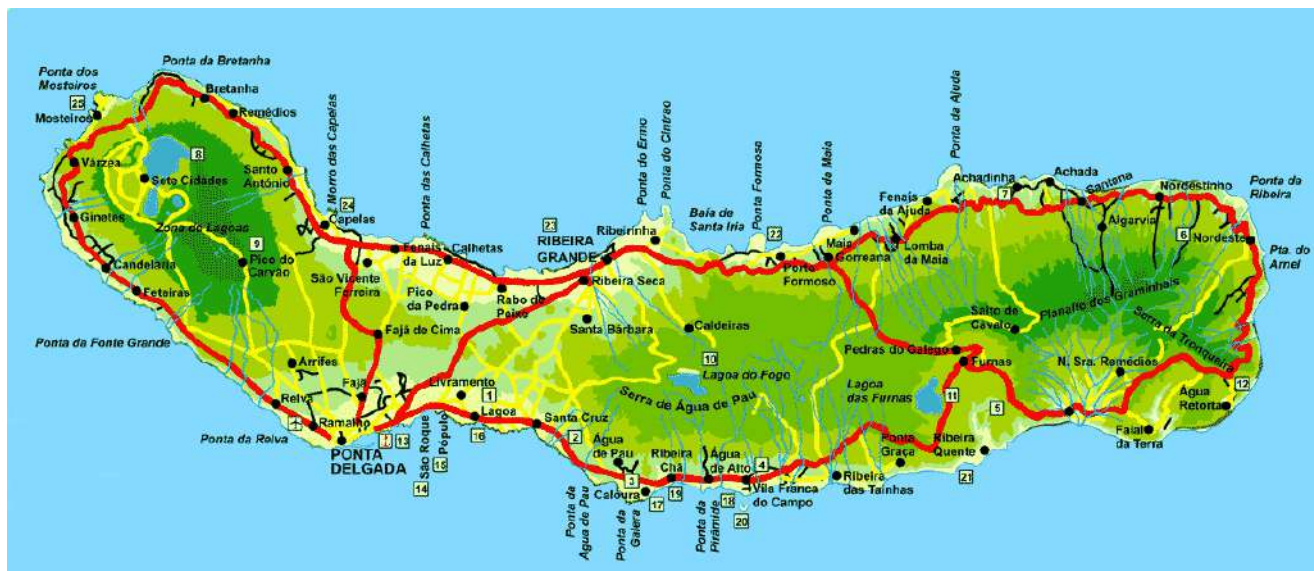 Ponta da Bretanha
Ponta dos
Mosteiros
25
Mosteiros
Bretanha
Remédios
8
Várzea
Sete Cidades
Santo
António
Morro das Capelas
24
Capelas
Ponta das Calhetas
Ginetes
Zona de Lagoas
9
Pico do
Carvão
Candelaria
Feteiras
Fenais
da Luz
Calhetas
São Vicente
Ferreira
Pico
da Pedra
Rabo de
Peixe
Fajã de Cima
Ponta da Fonte Grande
Arrifes
Relva
Fajã
Ramalho
Ponta da Relva
PONTA
DELGADA
13
São Roque
14
Populo
15
Livramento
1
Lagoa
16
23
RIBEIRA
GRANDE
Ribeirinha
Ponta do Ermo
Ponta do Cintrao
Ribeira Seca
Santa Bárbara
Caldeiras
10
Lagoa do Fogo
Serra de Água de Pau
Santa Cruz
2
Água
de Pau
3
Caloura
17
Ponta da
Agua de Pau
Ponta da
Galera
Ribeira
Chã
19
Água
de Alto
18
Ponta da
Pirâmide
4
20
Vila Franca
do Campo
Baía de
Santa Iria
Ponta Formosa
22
Porto
Formoso
Ponta da Maia
Maia
Gorreana
Lomba
da Maia
Fenais
da Ajuda
Ponta da Ajuda
Achadinha
7
Achada
Santana
Algarvia
Nordestinho
Ponta da
Ribeira
6
Nordeste
Pta. do
Arnel
Planalto dos Graminhais
Salto de
Cavalo
Serra da Tronqueira
Pedras do Galego
Furnas
N. Sra. Remédios
Lagoa
das Furnas
11
5
12
Água
Retorta
Faial
da Terra
Ponta
Graça
Ribeira
Quente
21
Ribeira
das Tainhas